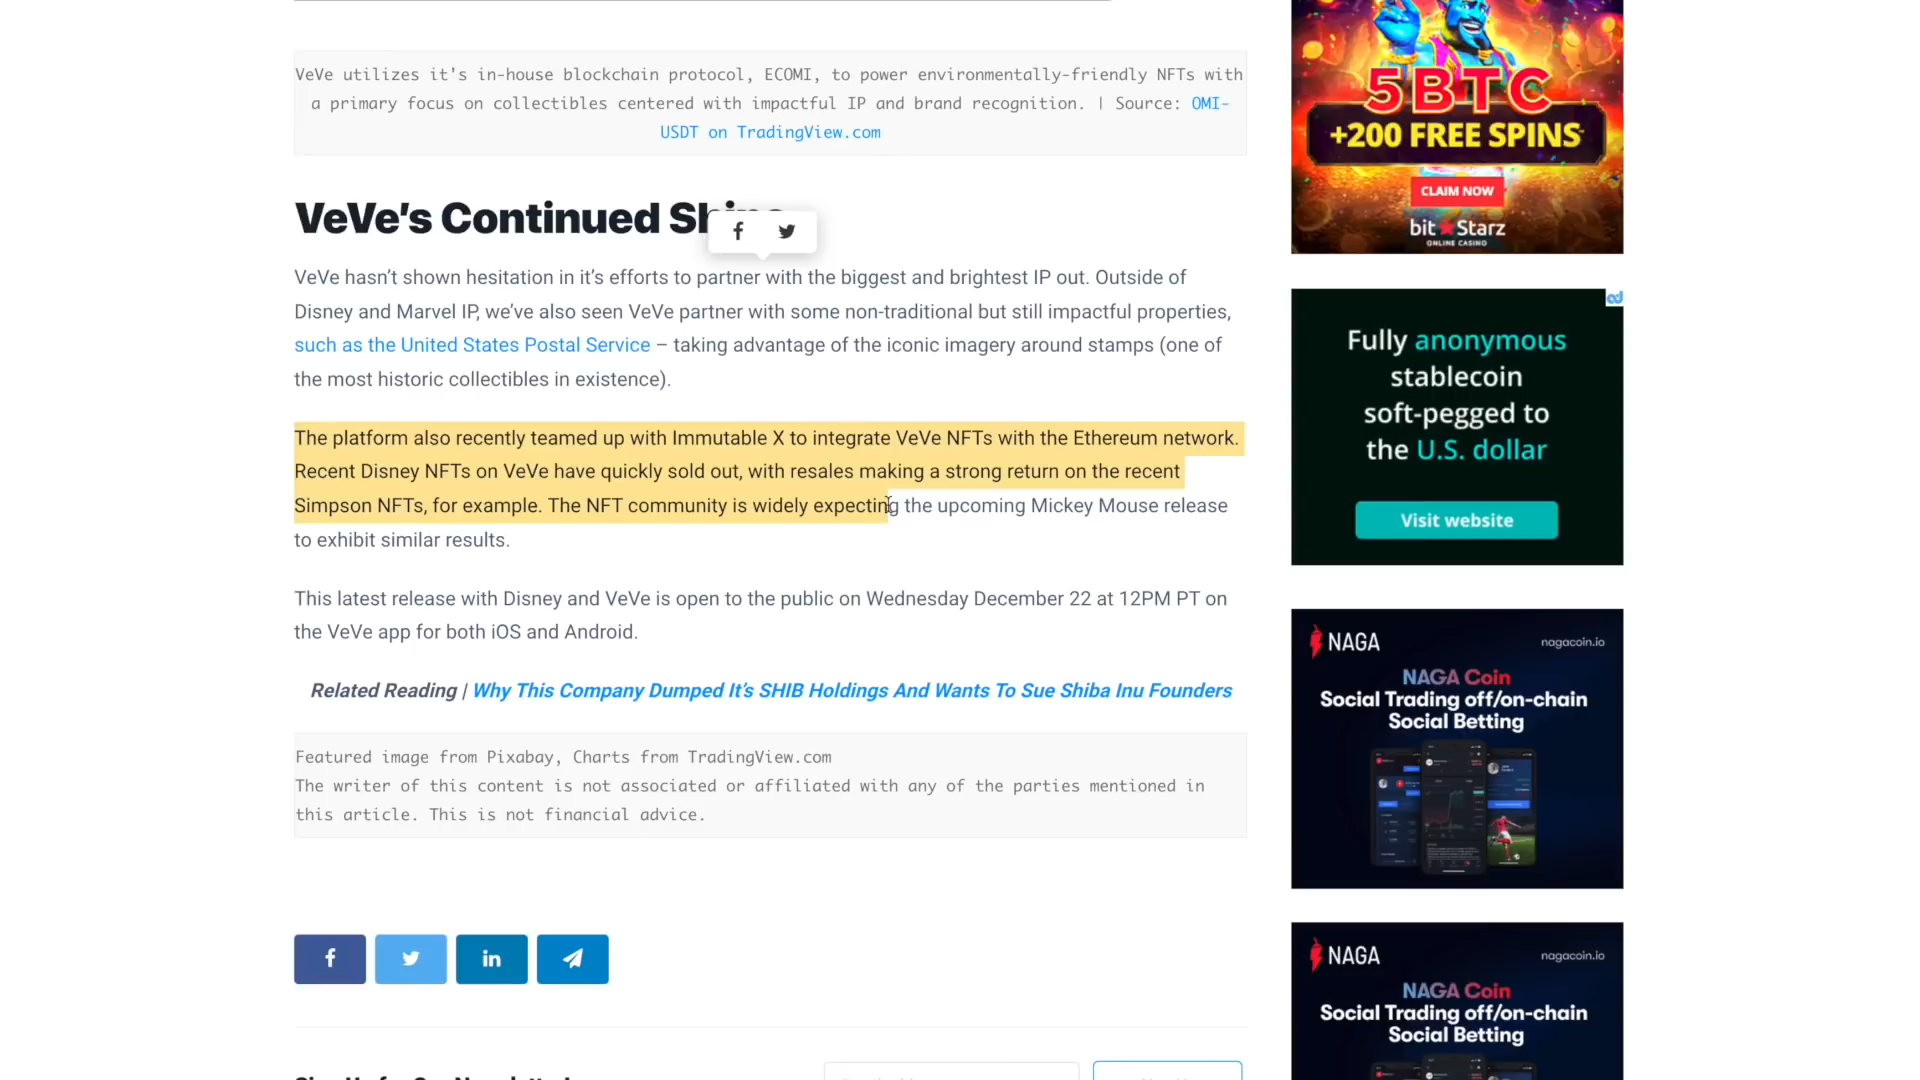 VeVe utilizes it's in-house blockchain protocol, ECOMI, to power environmentally-friendly NFTs with
a primary focus on collectibles centered with impactful IP and brand recognition. | Source: OMI-
USDT on TradingView.com
VeVe's Continued
VeVe hasn’t shown hesitation in it’s efforts to partner with the biggest and brightest IP out. Outside of
Disney and Marvel IP, we’ve also seen VeVe partner with some non-traditional but still impactful properties,
such as the United States Postal Service – taking advantage of the iconic imagery around stamps (one of
the most historic collectibles in existence).
The platform also recently teamed up with Immutable X to integrate VeVe NFTs with the Ethereum network.
Recent Disney NFTs on VeVe have quickly sold out, with resales making a strong return on the recent
Simpson NFTs, for example. The NFT community is widely expecting the upcoming Mickey Mouse release
to exhibit similar results.
This latest release with Disney and VeVe is open to the public on Wednesday December 22 at 12PM PT on
the VeVe app for both iOS and Android.
Related Reading | Why This Company Dumped It’s SHIB Holdings And Wants To Sue Shiba Inu Founders
Featured image from Pixabay, Charts from TradingView.com
The writer of this content is not associated or affiliated with any of the parties mentioned in
this article. This is not financial advice.
5BTC
+200 FREE SPINS
CLAIM NOW
bitStarz
ONLINE CASINO
Fully anonymous
stablecoin
soft-pegged to
the U.S. dollar
Visit website
NAGA nagacoin.io
NAGA Coin
Social Trading off/on-chain
Social Betting
NAGA nagacoin.io
NAGA Coin
Social Trading off/on-chain
Social Betting